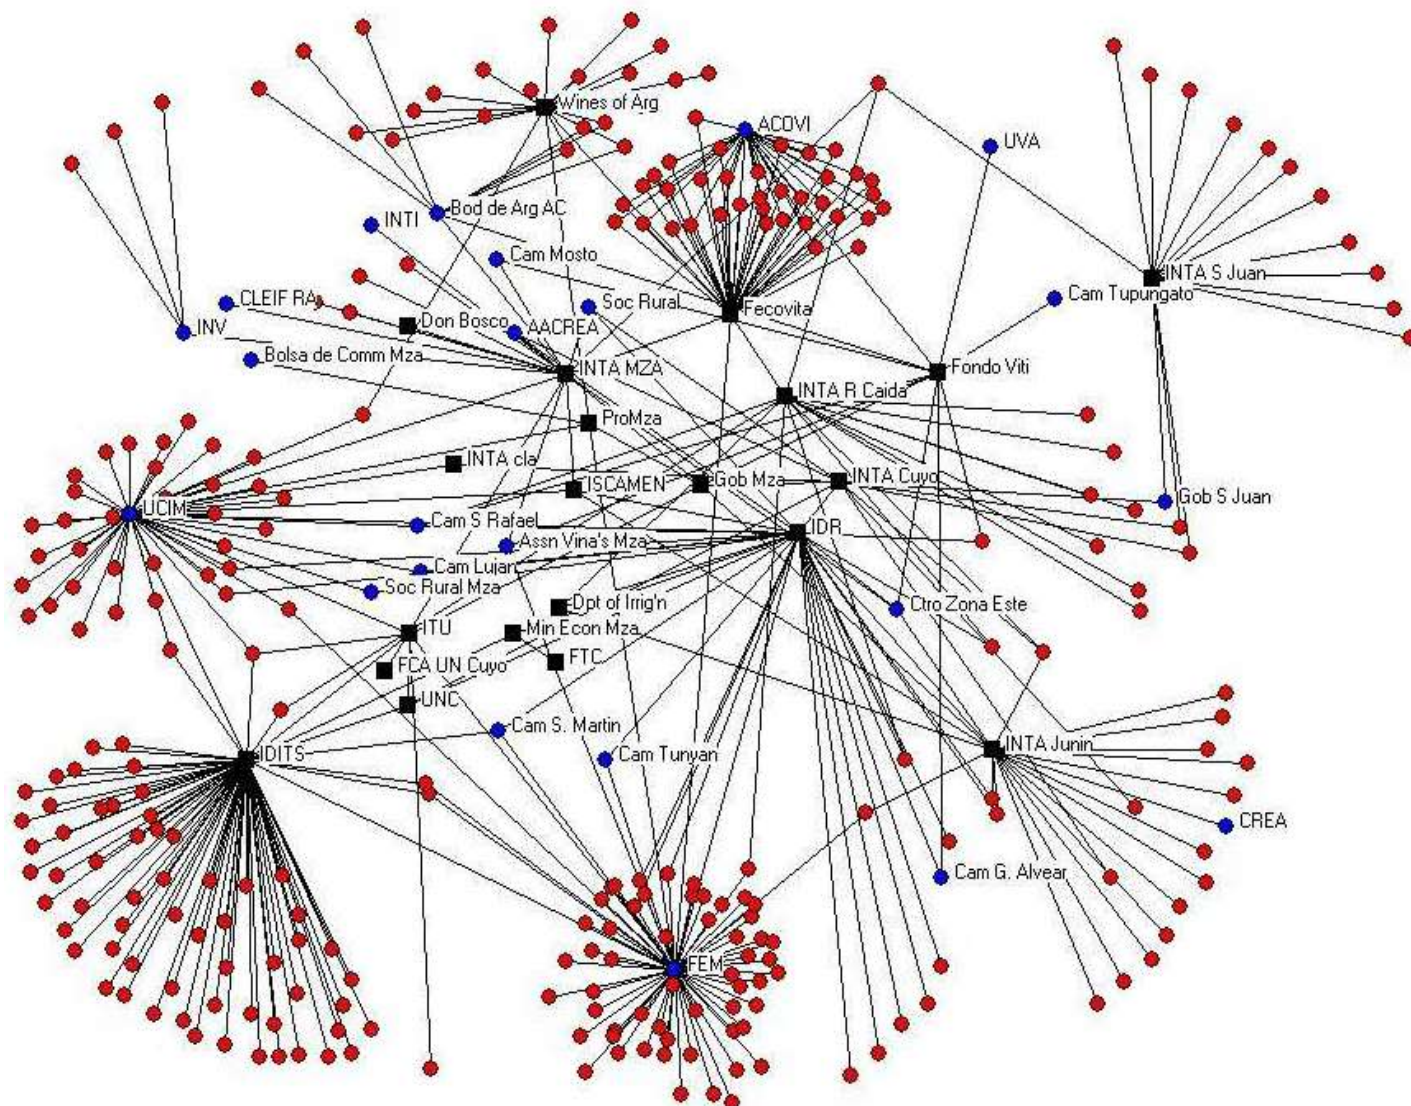 Wines of Arg
ACOVI
UVA
Bod de Arg AC
INTI
Cam Mosto
INTA S Juan
Cam Tupungato
CLEIF RA
Soc Rural
Fecovita
Don Bosco
AACREA
INV
Bolsa de Comm Mza
INTA MZA
Fondo Viti
INTA R Caida
ProMza
INTA cla
Gob Mza
INTA Cuyo
ISCAMEN
Gob S Juan
UCIM
Cam S Rafael
IDR
Assn Vina's Mza
Cam Lujan
Soc Rural Mza
Dpt of Irrig'n
Ctro Zona Este
ITU
Min Econ Mza
FTC
FCA UN Cuyo
UNC
Cam S. Martin
IDITS
Cam Tunyan
INTA Junin
CREA
Cam G. Alvear
FEM